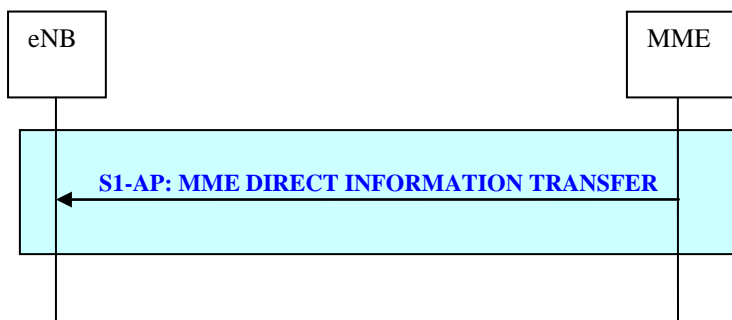 eNB
MME
S1-AP: MME DIRECT INFORMATION TRANSFER